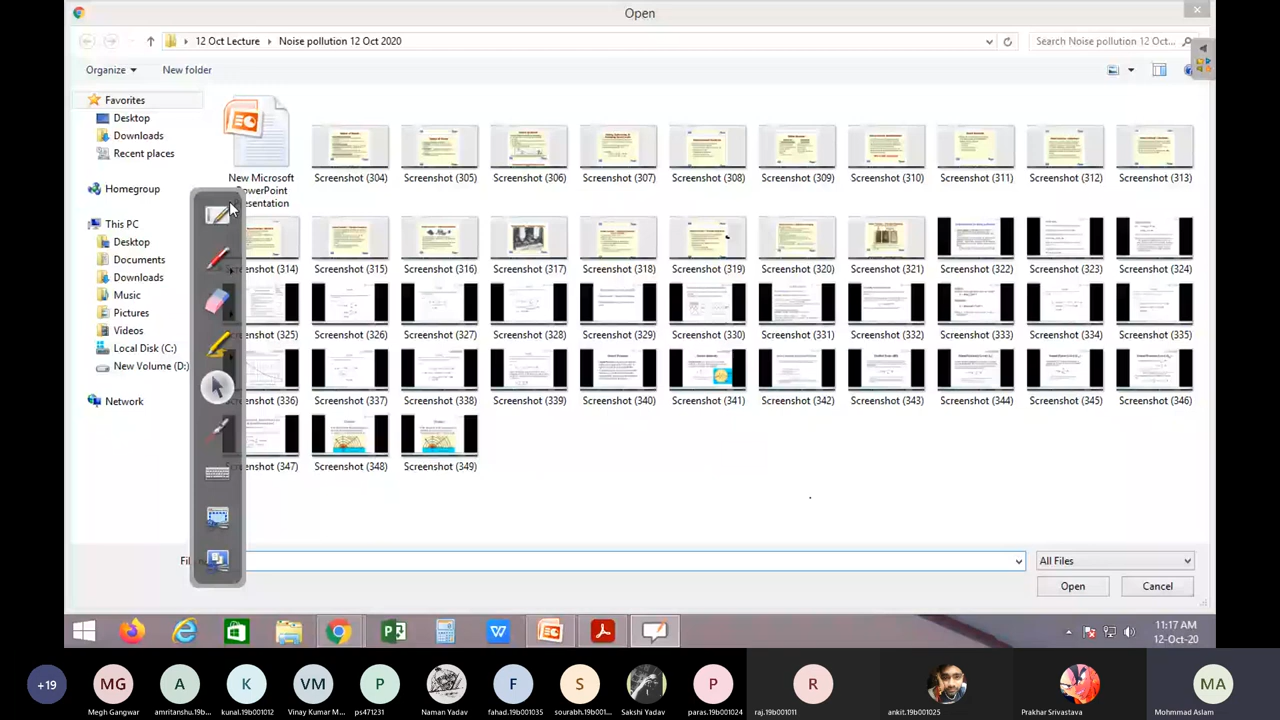 Open
12 Oct Lecture
Noise pollution 12 Oct 2020
Search Noise pollution 12 Oct...
Organize
New folder
Favorites
Desktop
Downloads
Recent places
Homegroup
This PC
Desktop
Documents
Downloads
Music
Pictures
Videos
Local Disk (C:)
New Volume (D:)
Network
New Microsoft
PowerPoint
Presentation
Screenshot (304)
Screenshot (305)
Screenshot (306)
Screenshot (307)
Screenshot (308)
Screenshot (309)
Screenshot (310)
Screenshot (311)
Screenshot (312)
Screenshot (313)
Screenshot (314)
Screenshot (315)
Screenshot (316)
Screenshot (317)
Screenshot (318)
Screenshot (319)
Screenshot (320)
Screenshot (321)
Screenshot (322)
Screenshot (323)
Screenshot (324)
Screenshot (325)
Screenshot (326)
Screenshot (327)
Screenshot (328)
Screenshot (329)
Screenshot (330)
Screenshot (331)
Screenshot (332)
Screenshot (333)
Screenshot (334)
Screenshot (335)
Screenshot (336)
Screenshot (337)
Screenshot (338)
Screenshot (339)
Screenshot (340)
Screenshot (341)
Screenshot (342)
Screenshot (343)
Screenshot (344)
Screenshot (345)
Screenshot (346)
Screenshot (347)
Screenshot (348)
Screenshot (349)
Fil
All Files
Open
Cancel
11:17 AM
12-Oct-20
+19
MG
A
K
VM
P
F
S
P
R
MA
Megh Gangwar
amritanshu.19b...
kunal.19b001012
Vinay Kumar M...
ps471231
Naman Yadav
fahad.19b001035
sourabh.19b001...
Sakshi Yadav
paras.19b001024
raj.19b001011
ankit.19b001025
Prakhar Srivastava
Mohmmad Aslam